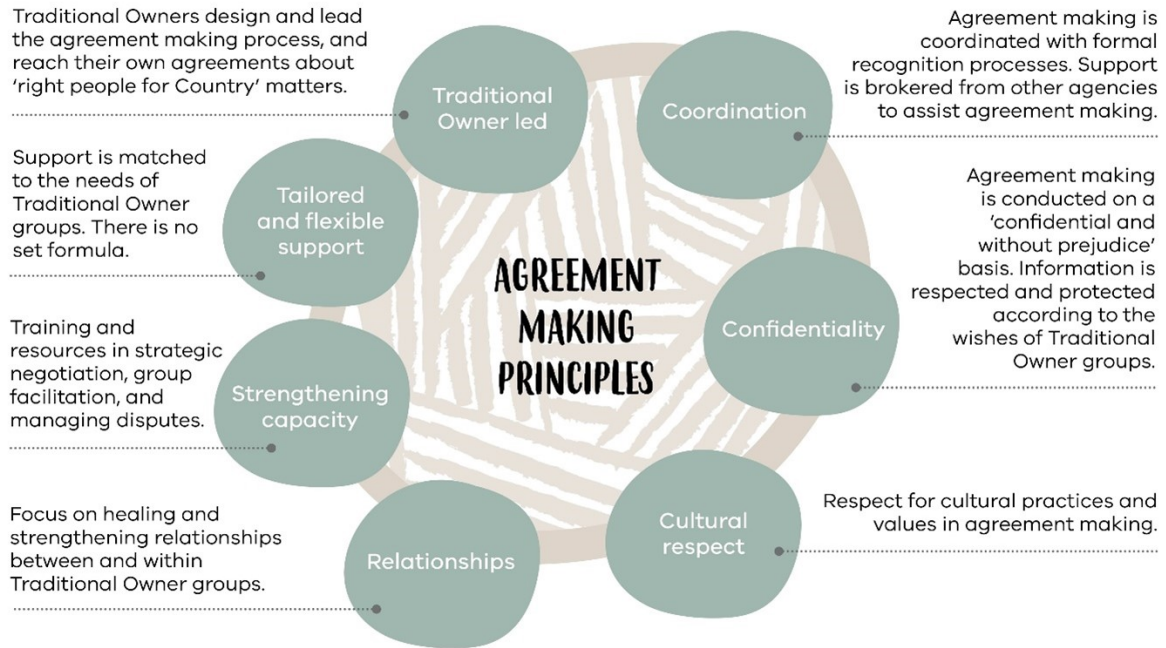 Traditional Owners design and lead
the agreement making process, and
reach their own agreements about
‘right people for Country’ matters.
Traditional
Owner led
Coordination
Agreement making is
coordinated with formal
recognition processes. Support
is brokered from other agencies
to assist agreement making.
Support is matched
to the needs of
Traditional Owner
groups. There is no
set formula.
Tailored
and flexible
support
AGREEMENT
MAKING
PRINCIPLES
Confidentiality
Agreement making
is conducted on a
‘confidential and
without prejudice’
basis. Information is
respected and protected
according to the
wishes of Traditional
Owner groups.
Training and
resources in strategic
negotiation, group
facilitation, and
managing disputes.
Strengthening
capacity
Focus on healing and
strengthening relationships
between and within
Traditional Owner groups.
Relationships
Cultural
respect
Respect for cultural practices and
values in agreement making.